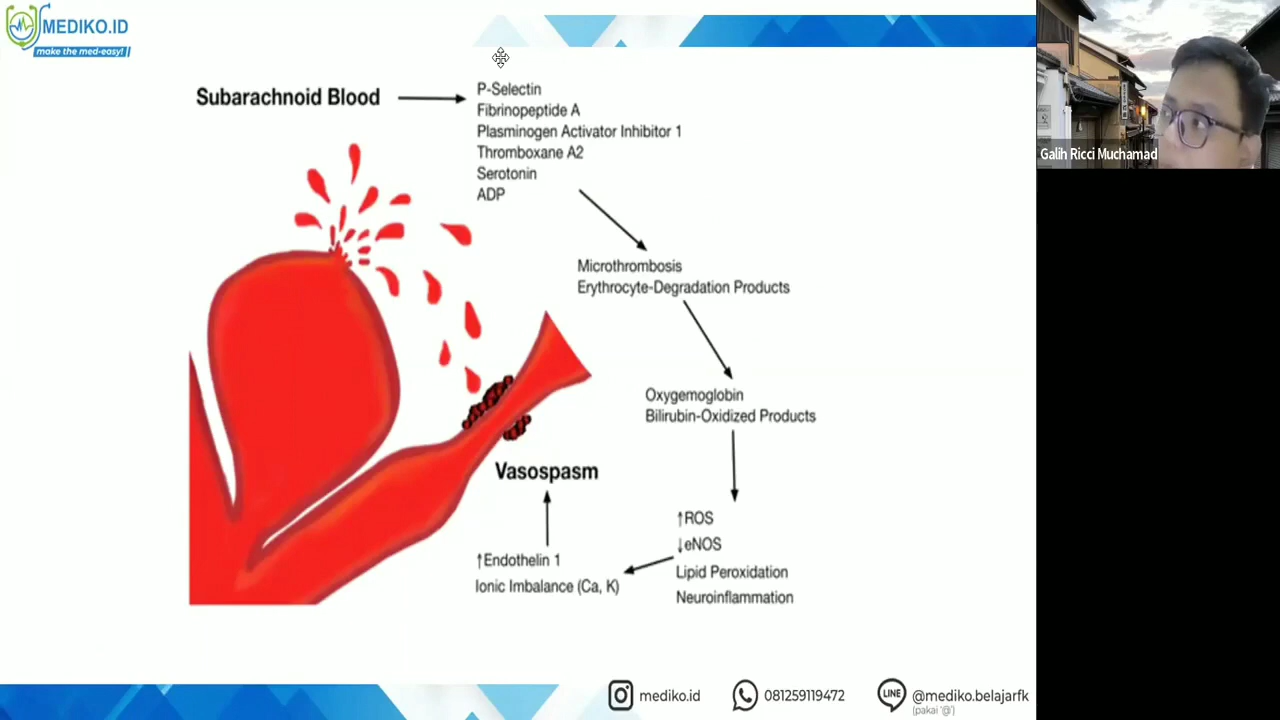 MEDIKO.ID
make the med-easy!
Subarachnoid Blood
P-Selectin
Fibrinopeptide A
Plasminogen Activator Inhibitor 1
Thromboxane A2
Serotonin
ADP
Microthrombosis
Erythrocyte-Degradation Products
Oxygemoglobin
Bilirubin-Oxidized Products
↑ROS
↓eNOS
Lipid Peroxidation
Neuroinflammation
↑Endothelin 1
Ionic Imbalance (Ca, K)
Vasospasm
Galih Ricci Muchamad
mediko.id
081259119472
LINE
@mediko.belajarfk
(pakai '@')